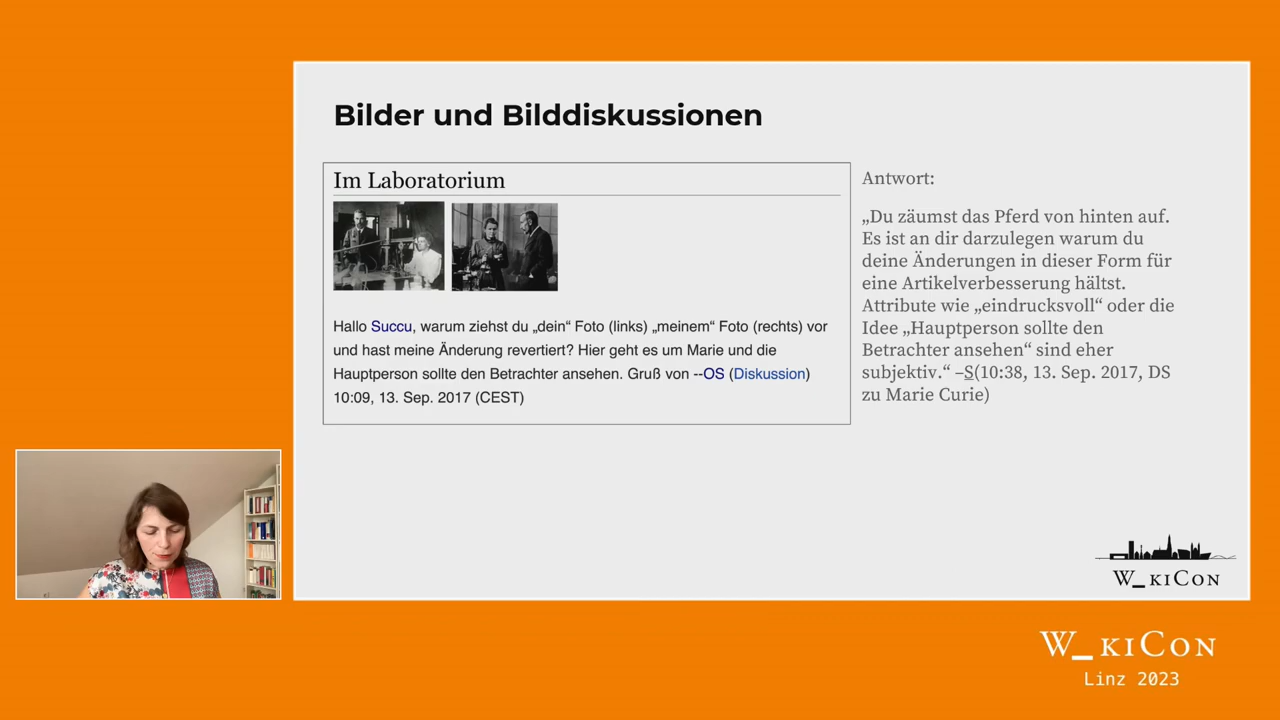 Bilder und Bilddiskussionen
Im Laboratorium
Hallo Succu, warum ziehst du „dein“ Foto (links) „meinem“ Foto (rechts) vor
und hast meine Änderung revertiert? Hier geht es um Marie und die
Hauptperson sollte den Betrachter ansehen. Gruß von --OS (Diskussion)
10:09, 13. Sep. 2017 (CEST)
Antwort:
„Du zäumst das Pferd von hinten auf.
Es ist an dir darzulegen warum du
deine Änderungen in dieser Form für
eine Artikelverbesserung hältst.
Attribute wie „eindrucksvoll“ oder die
Idee „Hauptperson sollte den
Betrachter ansehen“ sind eher
subjektiv.“ –S(10:38, 13. Sep. 2017, DS
zu Marie Curie)
W_KICON
W_KICON
Linz 2023